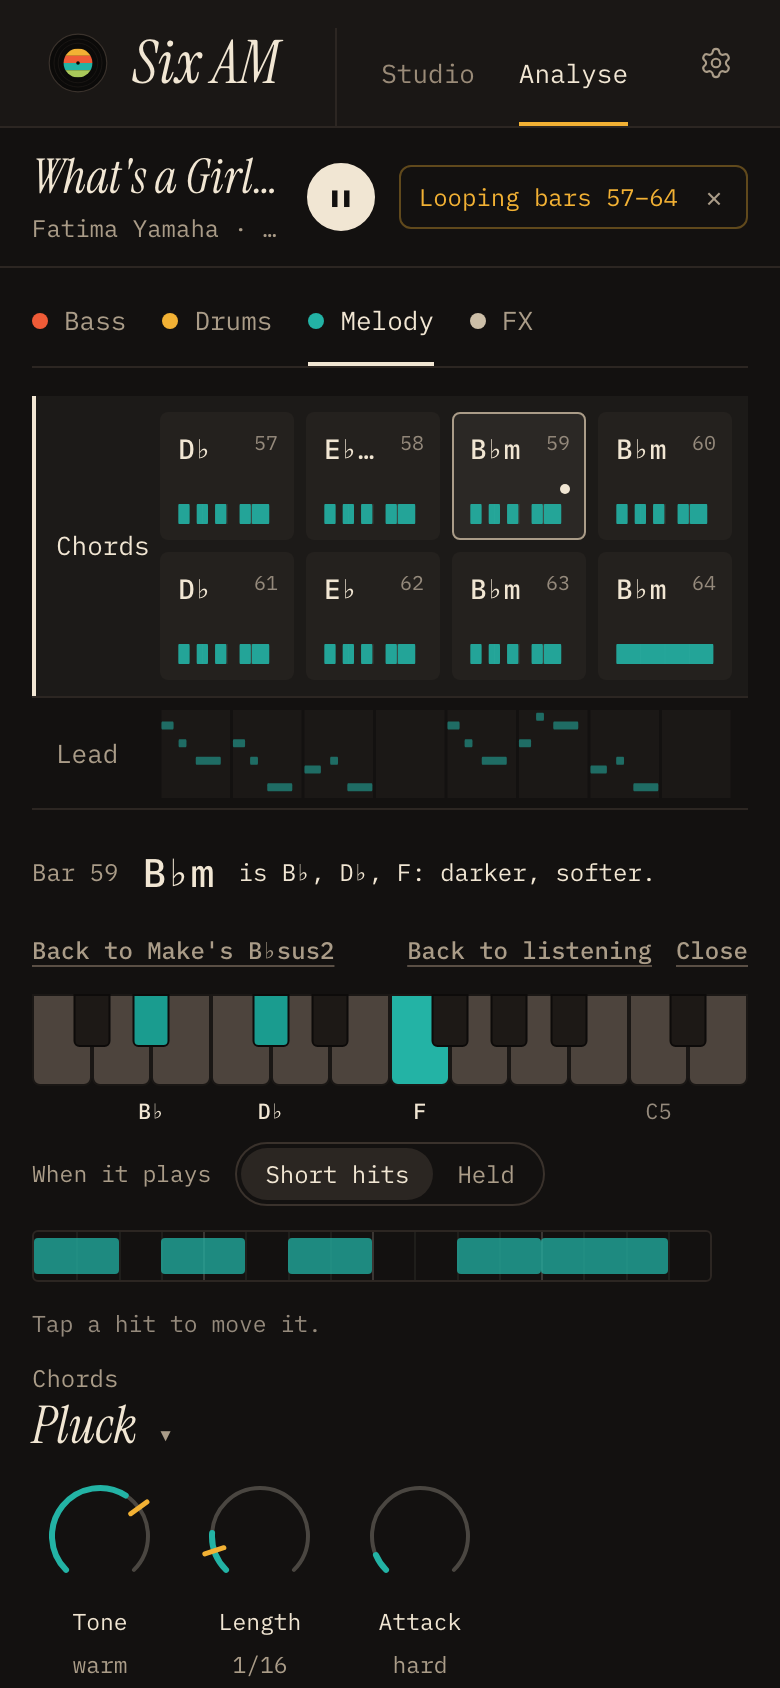 Six AM
Studio
Analyse
What's a Girl…
Fatima Yamaha · …
Looping bars 57–64 ×
Bass
Drums
Melody
FX
Chords
D♭ 57
E♭… 58
B♭m 59
B♭m 60
D♭ 61
E♭ 62
B♭m 63
B♭m 64
Lead
Bar 59 B♭m is B♭, D♭, F: darker, softer.
Back to Make's B♭sus2
Back to listening
Close
B♭ D♭ F C5
When it plays
Short hits
Held
Tap a hit to move it.
Chords
Pluck ▾
Tone Length Attack
warm 1/16 hard